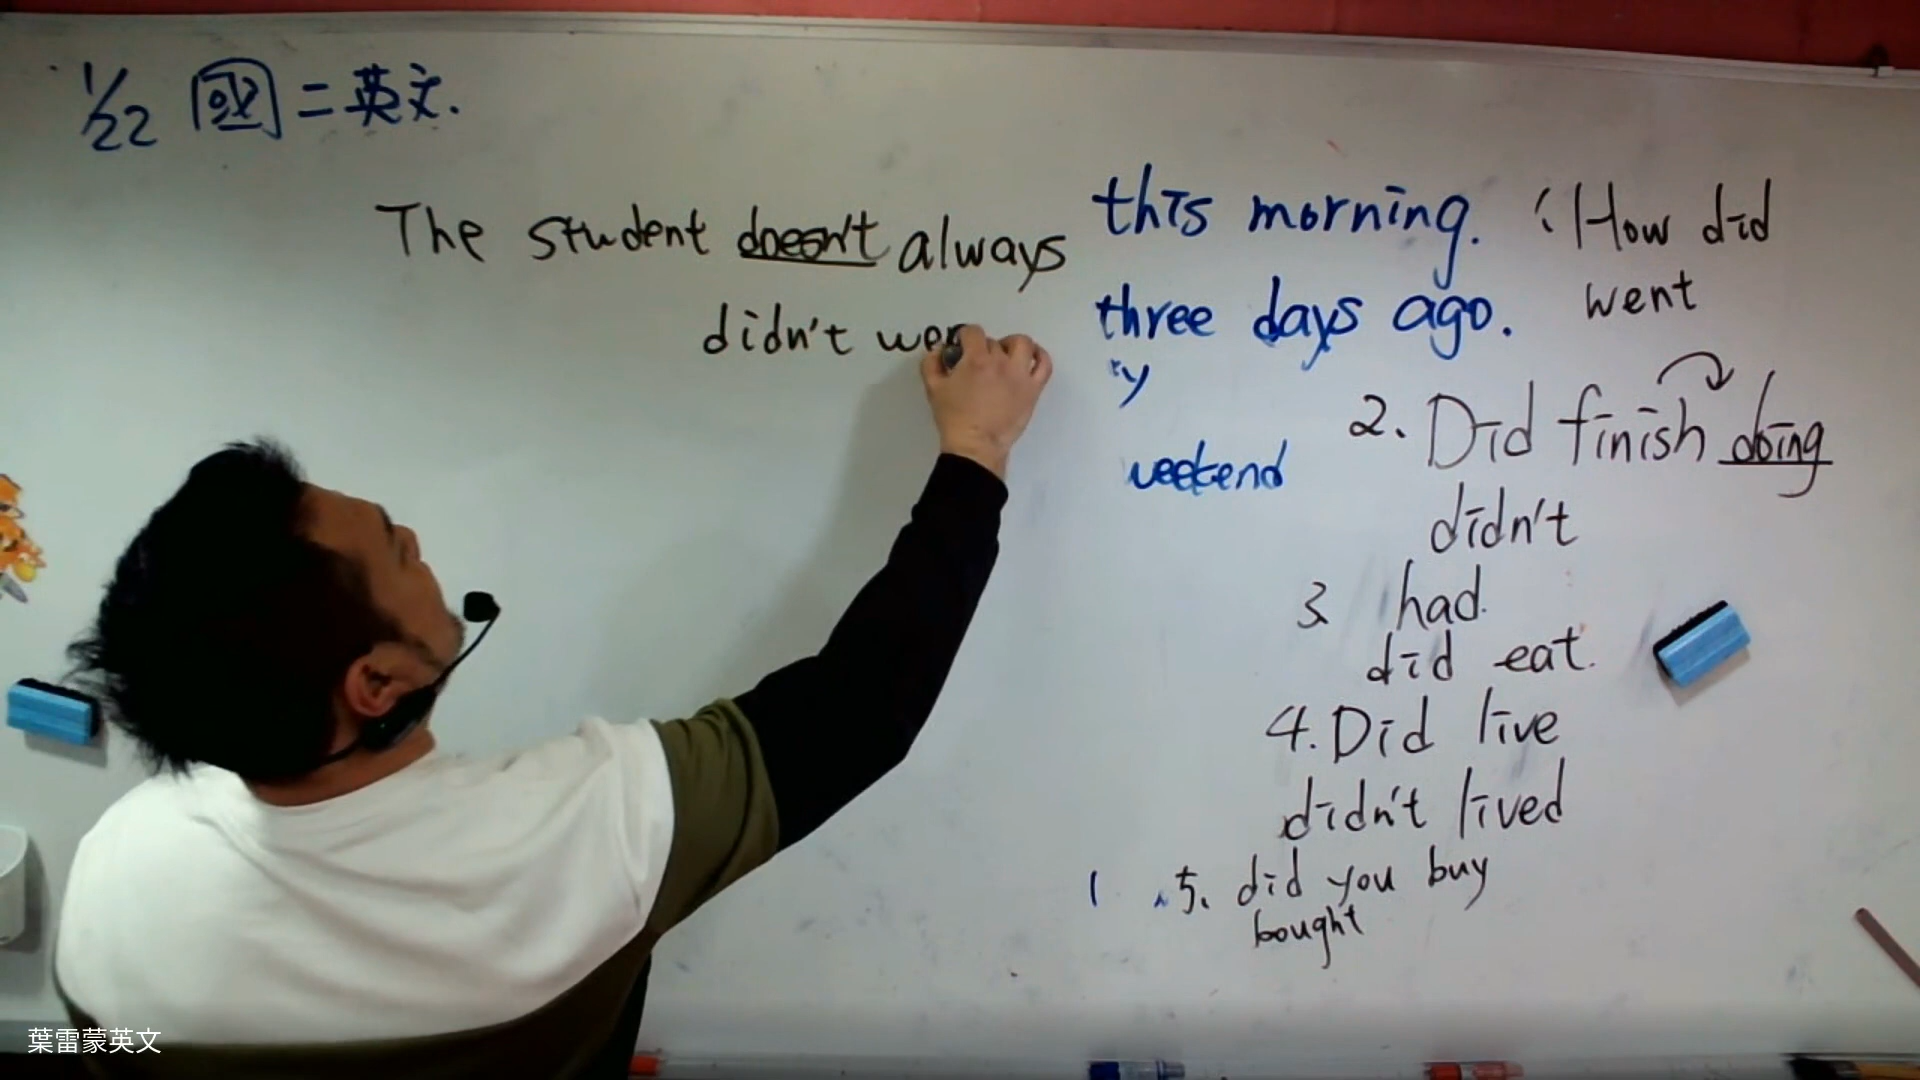 1/22 國二英文.
The student doesn't always
didn't
this morning.
three days ago.
weekend
How did
went
2. Did finish doing
didn't
3. had.
did eat.
4. Did live
didn't lived
5. did you buy
bought
葉雷蒙英文